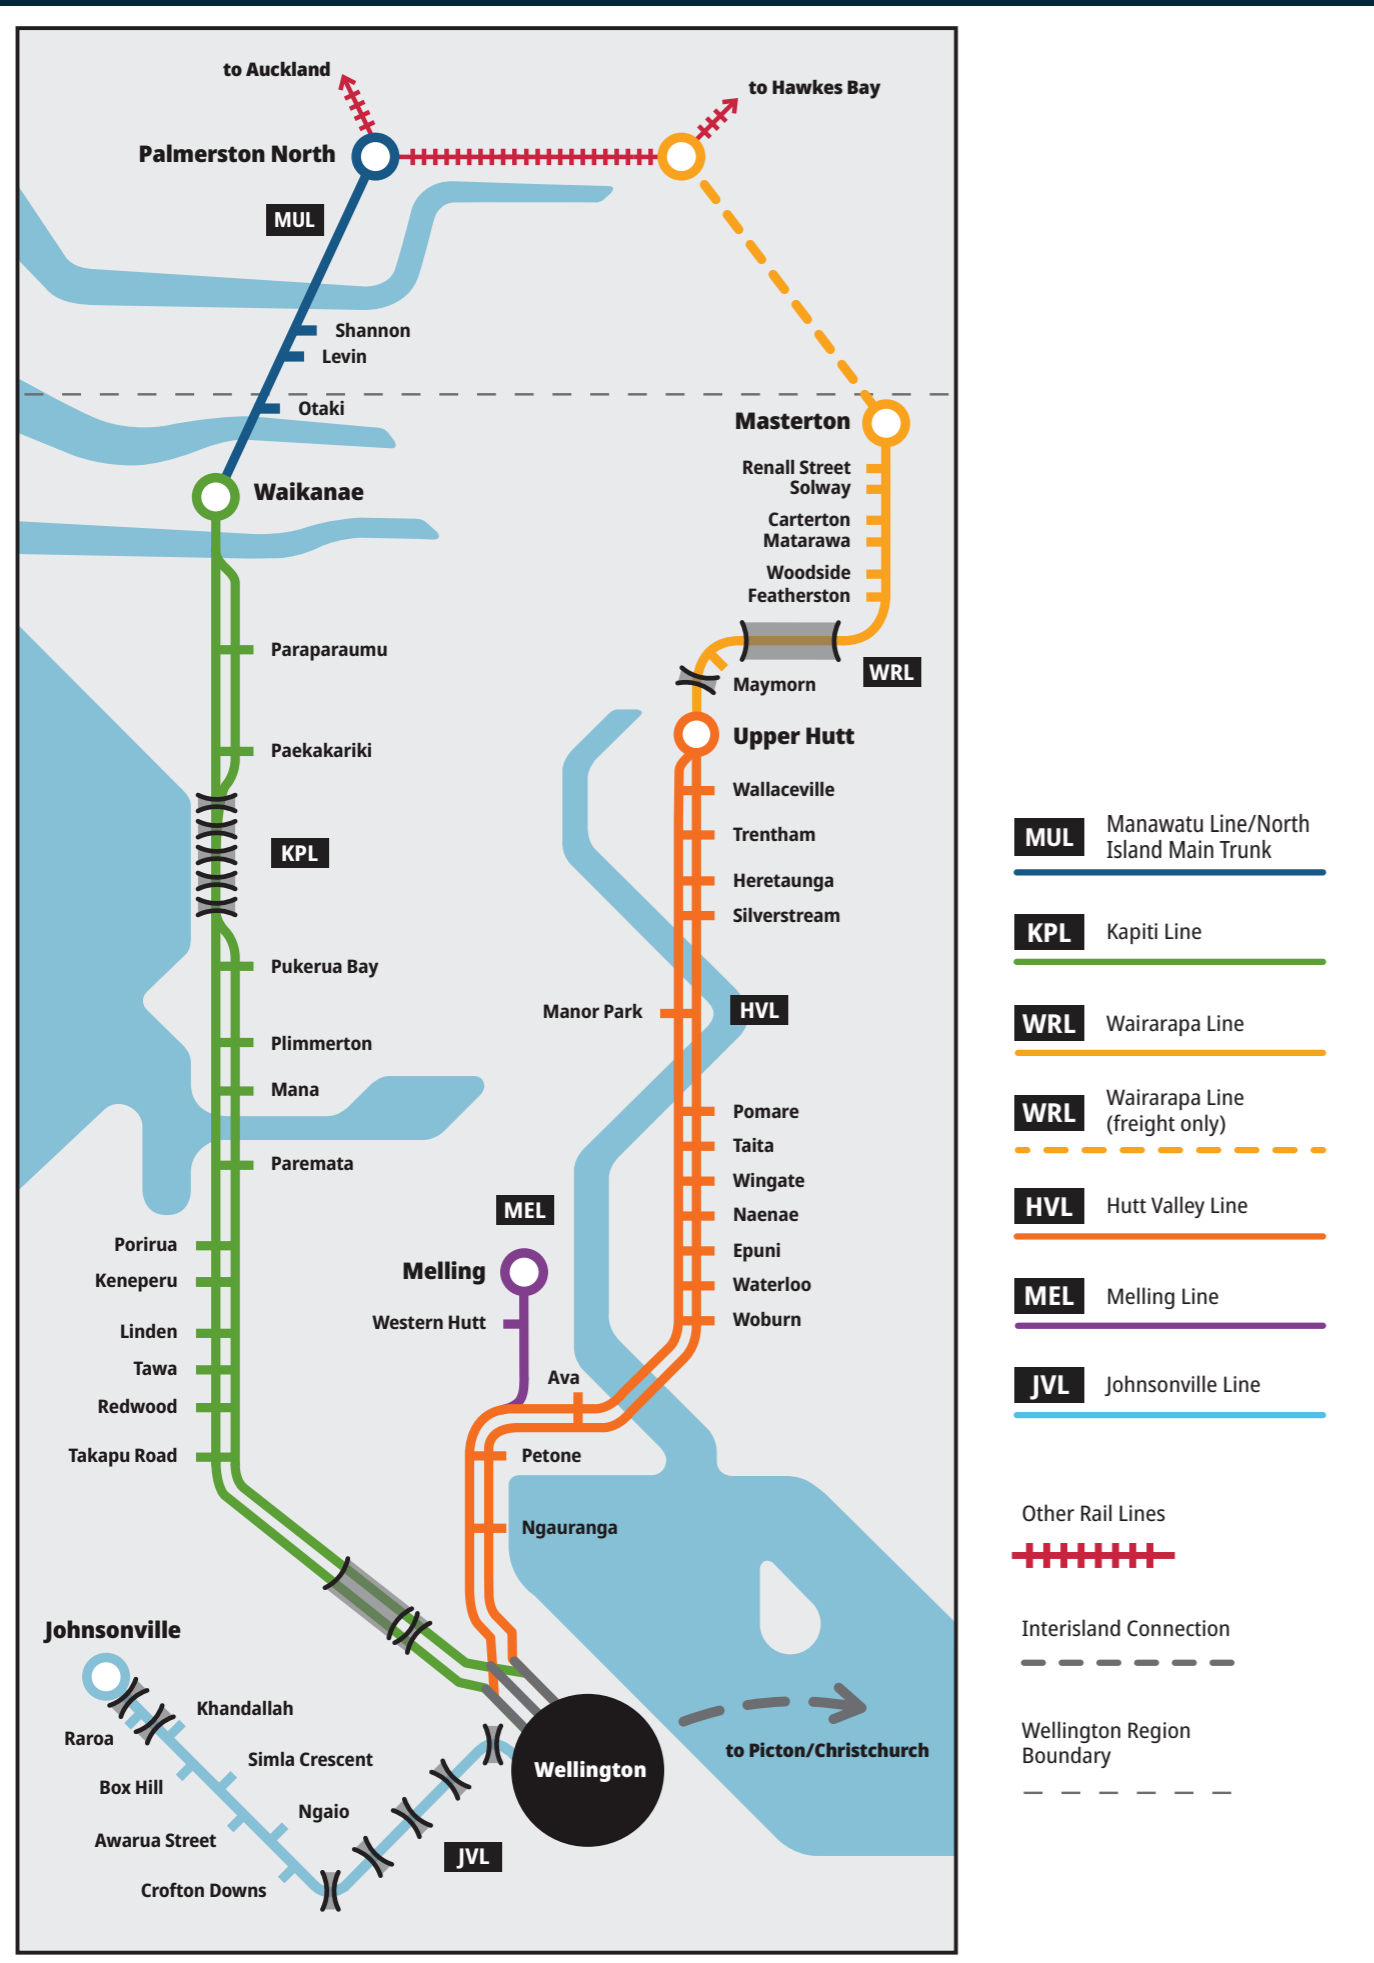 to Auckland
to Hawkes Bay
Palmerston North
MUL
Shannon
Levin
Otaki
Masterton
Renall Street
Solway
Carterton
Matarawa
Woodside
Featherston
WRL
Maymorn
Waikanae
Paraparaumu
Paekakariki
KPL
Pukerua Bay
Plimmerton
Mana
Paremata
Porirua
Keneperu
Linden
Tawa
Redwood
Takapu Road
Upper Hutt
Wallaceville
Trentham
Heretaunga
Silverstream
Manor Park
HVL
Pomare
Taita
Wingate
Naenae
Epuni
Waterloo
Woburn
MEL
Melling
Western Hutt
Ava
Petone
Ngauranga
Johnsonville
Khandallah
Raroa
Simla Crescent
Box Hill
Ngaio
Awarua Street
Crofton Downs
JVL
Wellington
to Picton/Christchurch
MUL
Manawatu Line/North
Island Main Trunk
KPL
Kapiti Line
WRL
Wairarapa Line
WRL
Wairarapa Line
(freight only)
HVL
Hutt Valley Line
MEL
Melling Line
JVL
Johnsonville Line
Other Rail Lines
Interisland Connection
Wellington Region
Boundary